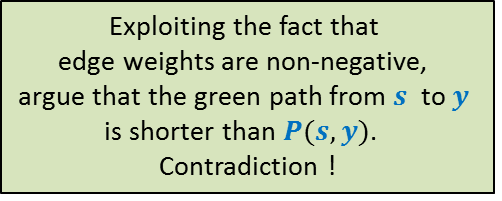 Exploiting the fact that
edge weights are non-negative,
argue that the green path from s to y
is shorter than P(s, y).
Contradiction !